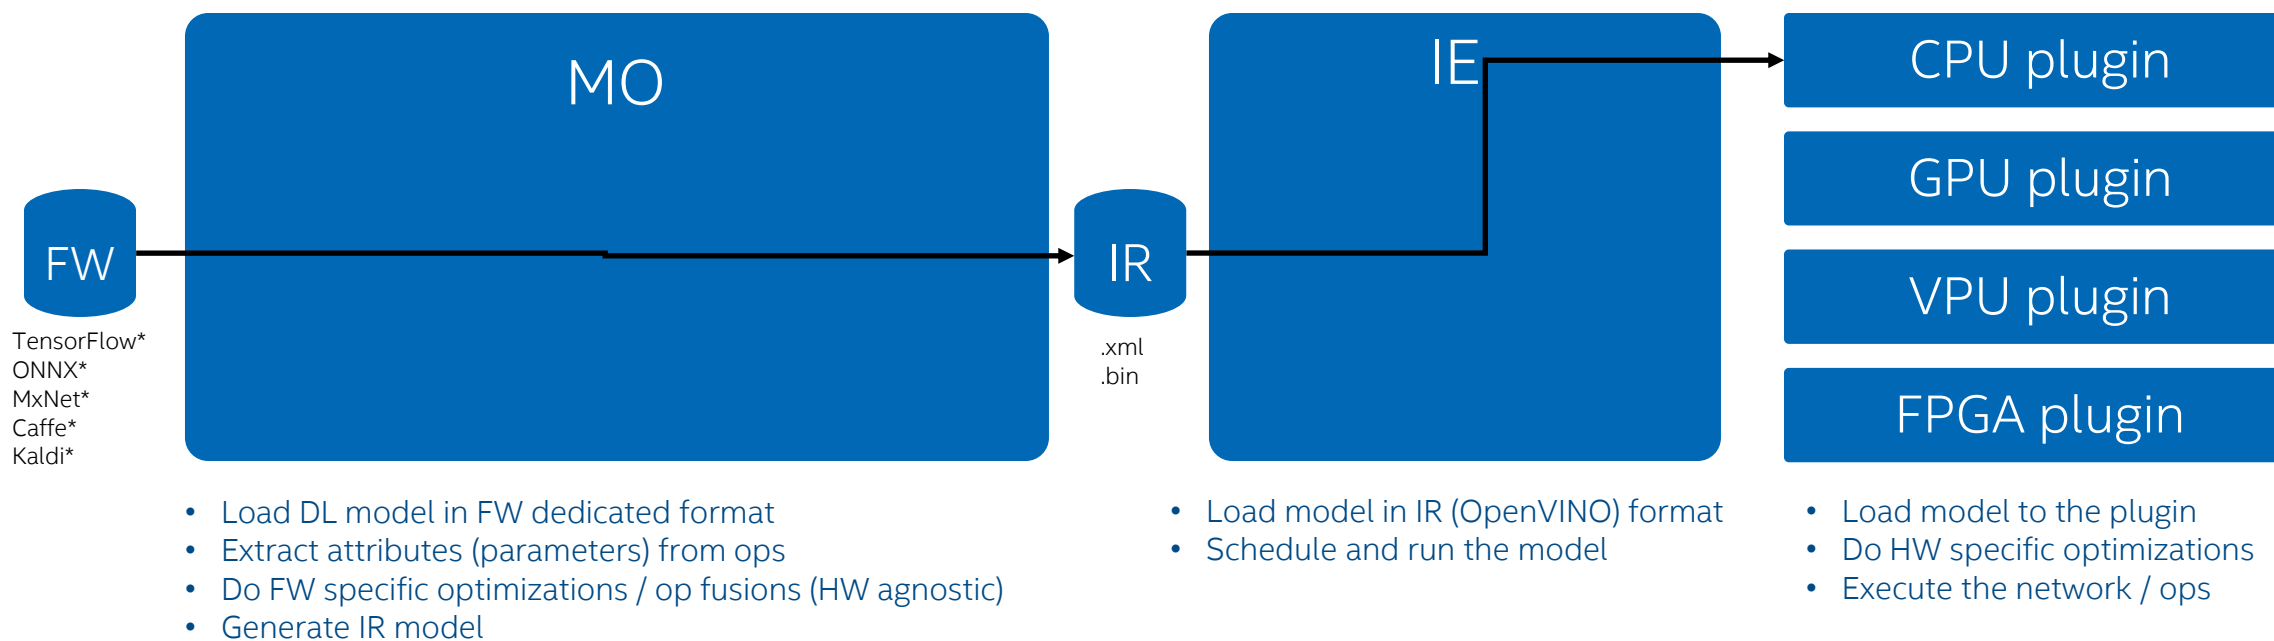 MO
IE
CPU plugin
GPU plugin
VPU plugin
FPGA plugin
FW
IR
TensorFlow*
ONNX*
MxNet*
Caffe*
Kaldi*
.xml
.bin
• Load DL model in FW dedicated format
• Extract attributes (parameters) from ops
• Do FW specific optimizations / op fusions (HW agnostic)
• Generate IR model
• Load model in IR (OpenVINO) format
• Schedule and run the model
• Load model to the plugin
• Do HW specific optimizations
• Execute the network / ops